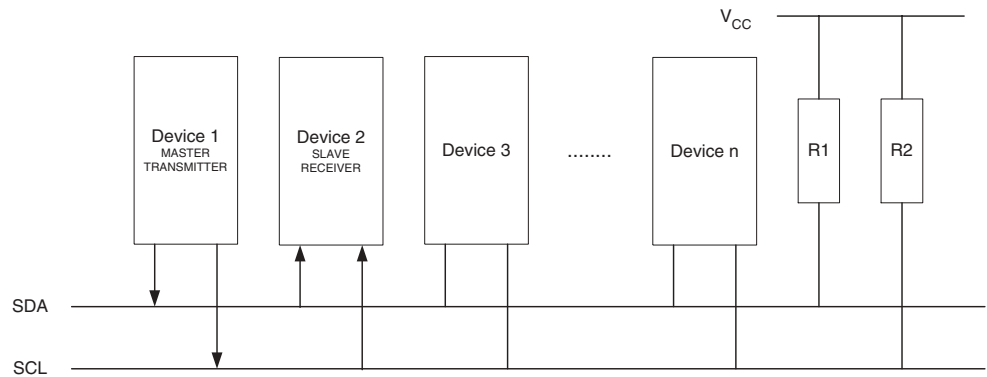 VCC
Device 1
MASTER
TRANSMITTER
Device 2
SLAVE
RECEIVER
Device 3
........
Device n
R1
R2
SDA
SCL